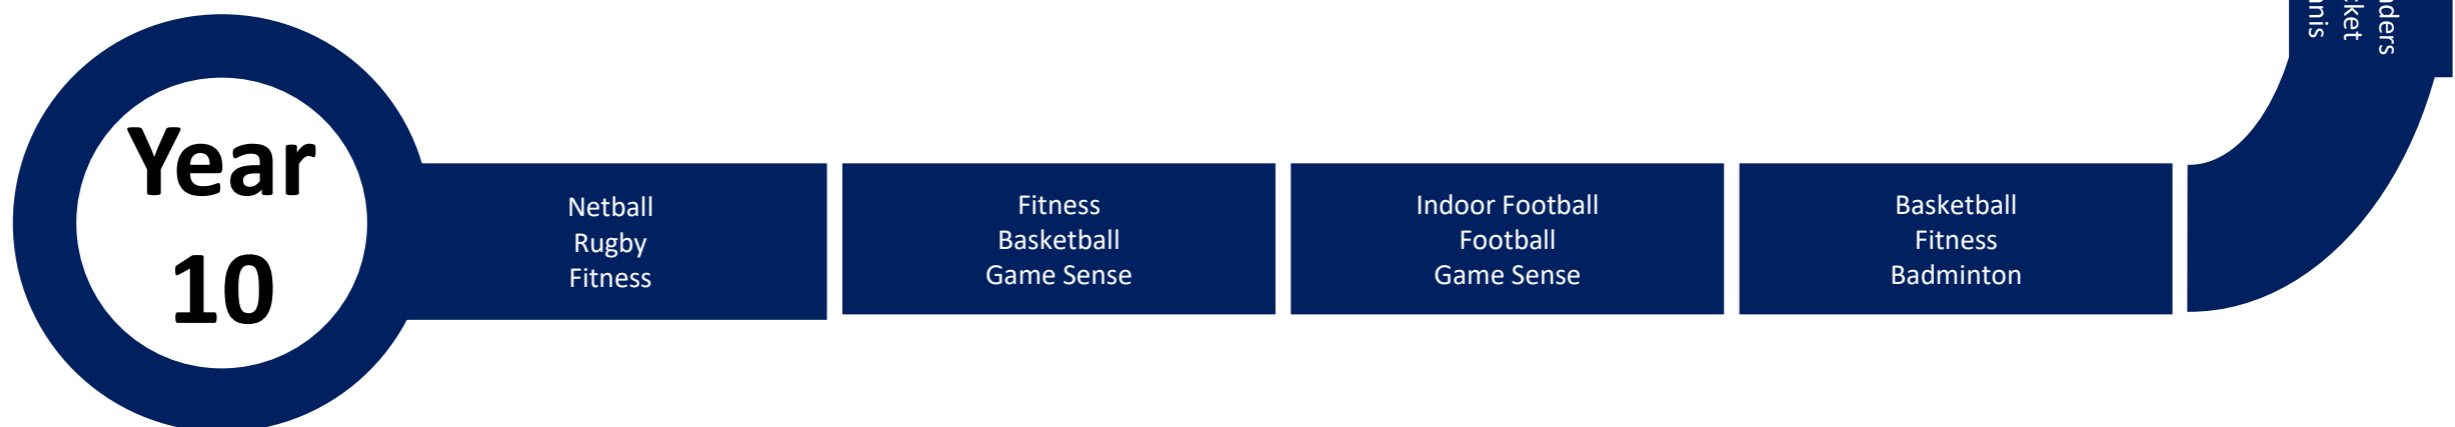 Year
10
Netball
Rugby
Fitness
Fitness
Basketball
Game Sense
Indoor Football
Football
Game Sense
Basketball
Fitness
Badminton